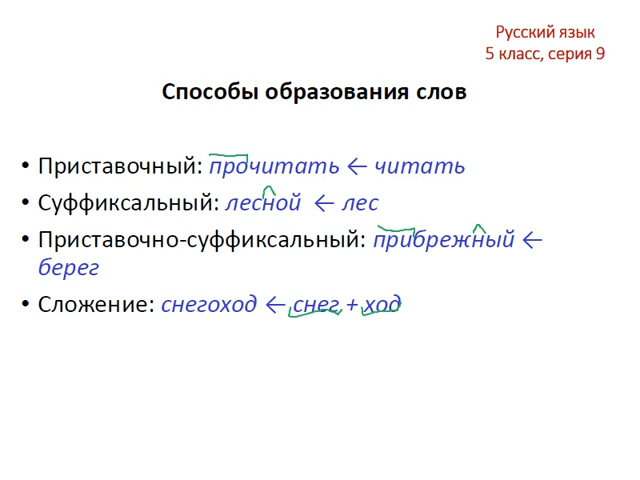 Русский язык
5 класс, серия 9
Способы образования слов
• Приставочный: прочитать ← читать
• Суффиксальный: лесной ← лес
• Приставочно-суффиксальный: прибрежный ←
берег
• Сложение: снегоход ← снег + ход